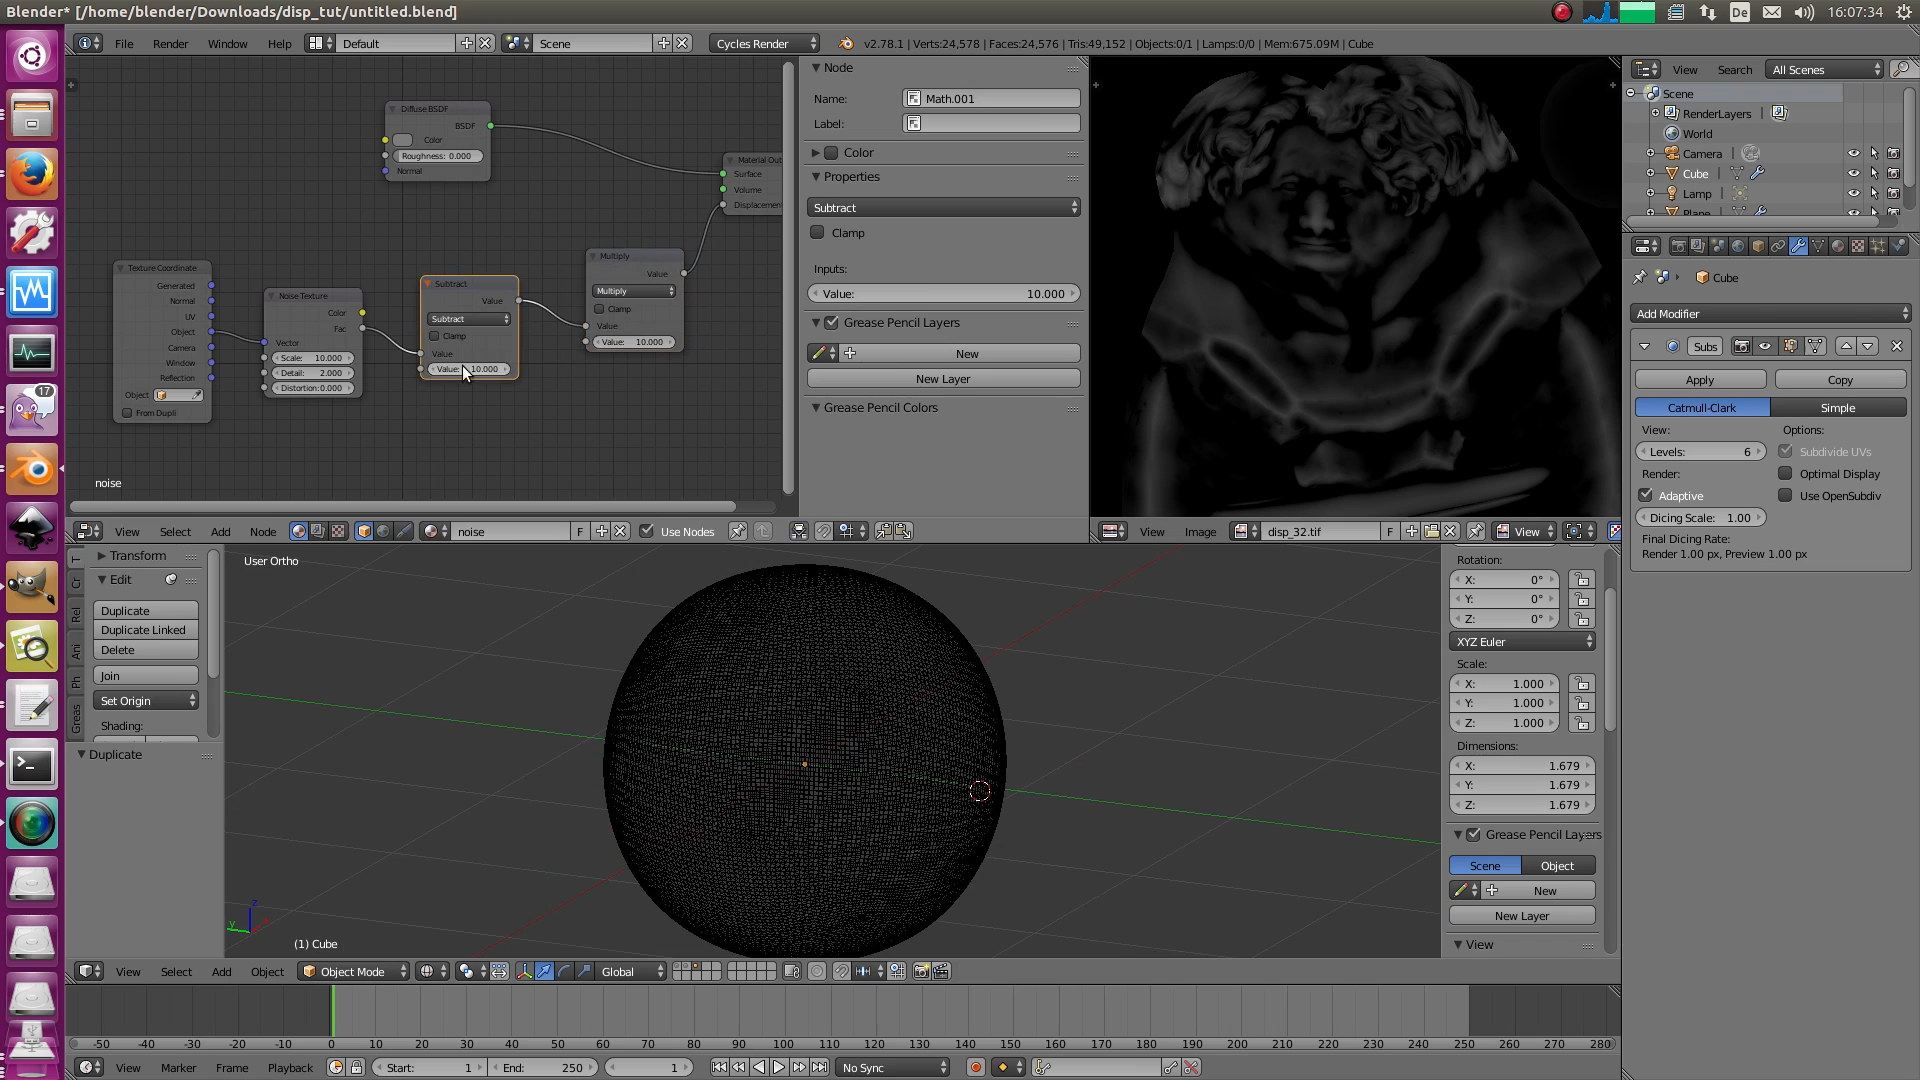 Blender* [/home/blender/Downloads/disp_tut/untitled.blend]
De
16:07:34
File Render Window Help Default Scene Cycles Render v2.78.1 | Verts:24,578 | Faces:24,576 | Tris:49,152 | Objects:0/1 | Lamps:0/0 | Mem:675.09M | Cube
17
Diffuse BSDF
BSDF
Color
Roughness: 0.000
Normal
Material Out
Surface
Volume
Displacemen
Texture Coordinate
Generated
Normal
UV
Object
Camera
Window
Reflection
Object:
From Dupli
Noise Texture
Color
Fac
Vector
Scale: 10.000
Detail: 2.000
Distortion:0.000
Subtract
Value
Subtract
Clamp
Value
Value: 10.000
Multiply
Value
Multiply
Clamp
Value
Value: 10.000
noise
View Select Add Node noise F Use Nodes
Node
Name: Math.001
Label:
Color
Properties
Subtract
Clamp
Inputs:
Value: 10.000
Grease Pencil Layers
New
New Layer
Grease Pencil Colors
View Image disp_32.tif F View
View Search All Scenes
Scene
RenderLayers
World
Camera
Cube
Lamp
Plane
Cube
Add Modifier
Subs
Apply Copy
Catmull-Clark Simple
View: Options:
Levels: 6 Subdivide UVs
Render: Optimal Display
Adaptive Use OpenSubdiv
Dicing Scale: 1.00
Final Dicing Rate:
Render 1.00 px, Preview 1.00 px
T
Cr
Rel
Ani
Ph
Greas
Transform
Edit
Duplicate
Duplicate Linked
Delete
Join
Set Origin
Shading:
Duplicate
User Ortho
z
y
x
(1) Cube
Rotation:
X: 0°
Y: 0°
Z: 0°
XYZ Euler
Scale:
X: 1.000
Y: 1.000
Z: 1.000
Dimensions:
X: 1.679
Y: 1.679
Z: 1.679
Grease Pencil Layers
Scene Object
New
New Layer
View
View Select Add Object Object Mode Global
-50 -40 -30 -20 -10 0 10 20 30 40 50 60 70 80 90 100 110 120 130 140 150 160 170 180 190 200 210 220 230 240 250 260 270 280
View Marker Frame Playback Start: 1 End: 250 1 No Sync